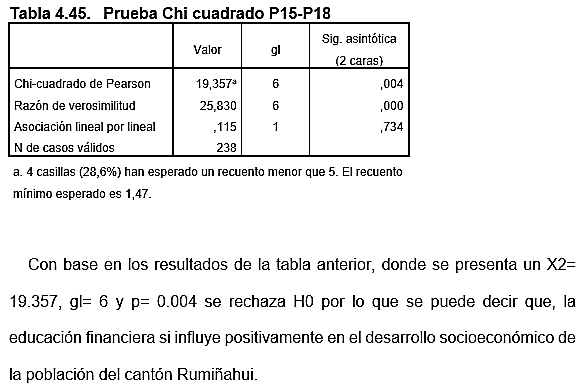 Tabla 4.45. Prueba Chi cuadrado P15-P18
Valor gl Sig. asintótica
(2 caras)
Chi-cuadrado de Pearson 19,357ᵃ 6 ,004
Razón de verosimilitud 25,830 6 ,000
Asociación lineal por lineal ,115 1 ,734
N de casos válidos 238
a. 4 casillas (28,6%) han esperado un recuento menor que 5. El recuento
mínimo esperado es 1,47.
Con base en los resultados de la tabla anterior, donde se presenta un X2=
19.357, gl= 6 y p= 0.004 se rechaza H0 por lo que se puede decir que, la
educación financiera si influye positivamente en el desarrollo socioeconómico de
la población del cantón Rumiñahui.